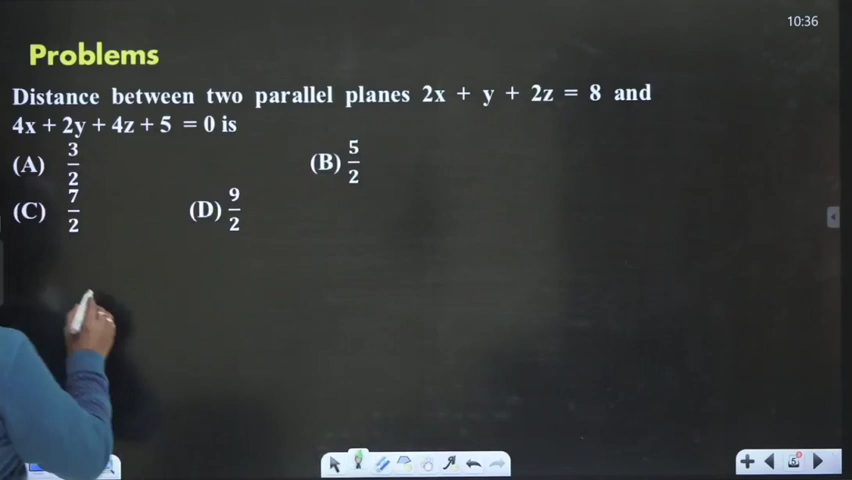 10:36
Problems
Distance between two parallel planes 2x + y + 2z = 8 and
4x + 2y + 4z + 5 = 0 is
(A) 3/2 (B) 5/2
(C) 7/2 (D) 9/2